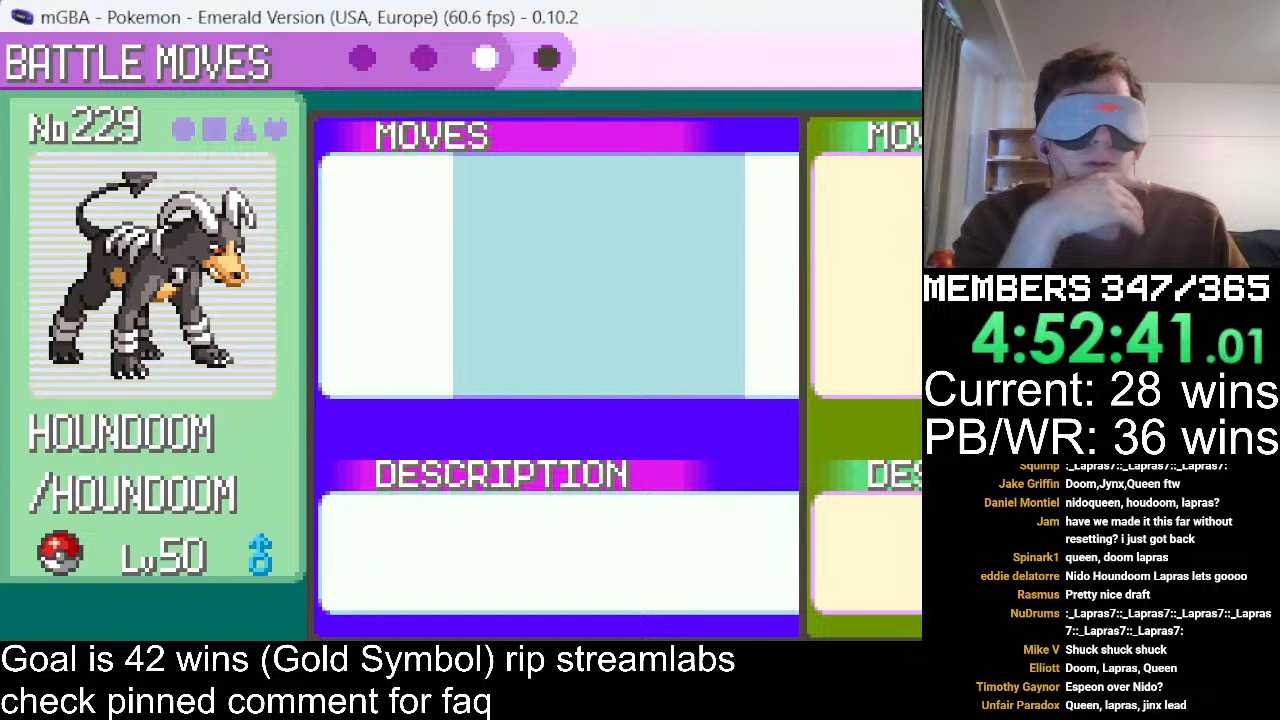 mGBA - Pokemon - Emerald Version (USA, Europe) (60.6 fps) - 0.10.2
BATTLE MOVES
No229
MOVES
HOUNDOOM
/HOUNDOOM
Lv50
DESCRIPTION
MEMBERS 347/365
4:52:41.01
Current: 28 wins
PB/WR: 36 wins
Squimp :_Lapras7::_Lapras7::_Lapras7:
Jake Griffin Doom,Jynx,Queen ftw
Daniel Montiel nidoqueen, houdoom, lapras?
Jam have we made it this far without
resetting? i just got back
Spinark1 queen, doom lapras
eddie delatorre Nido Houndoom Lapras lets goooo
Rasmus Pretty nice draft
NuDrums :_Lapras7::_Lapras7::_Lapras7::_Lapras
7::_Lapras7::_Lapras7:
Mike V Shuck shuck shuck
Elliott Doom, Lapras, Queen
Timothy Gaynor Espeon over Nido?
Unfair Paradox Queen, lapras, jinx lead
Goal is 42 wins (Gold Symbol) rip streamlabs
check pinned comment for faq